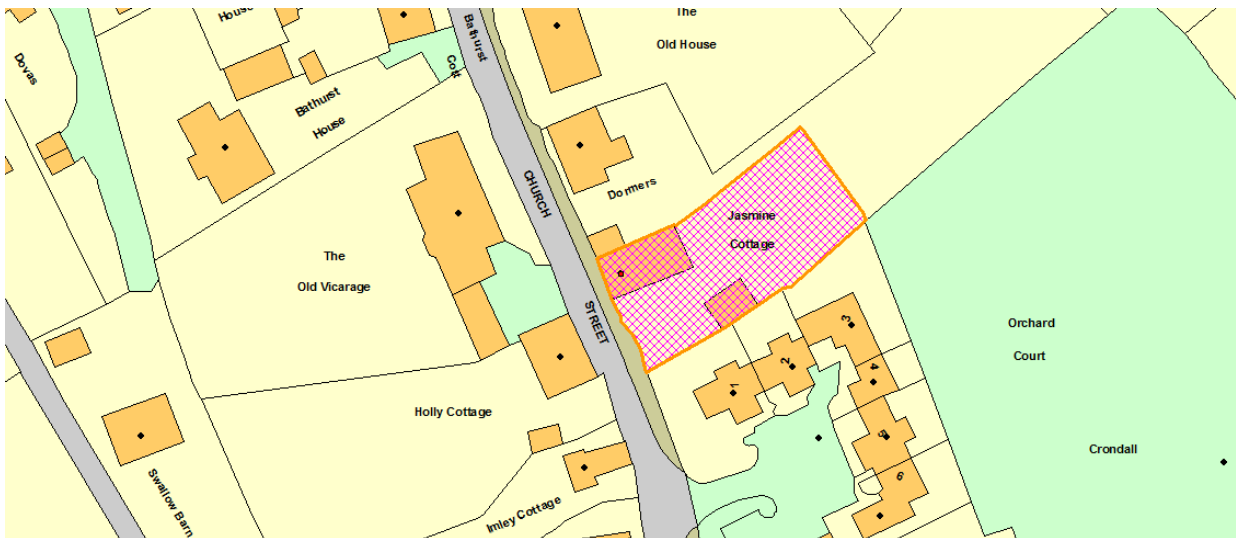 The
Old House
Bathurst
Cott
House
Dovas
Bathurst
House
CHURCH
STREET
Dormers
Jasmine
Cottage
The
Old Vicarage
Holly Cottage
Imley Cottage
Swallow Barn
Orchard
Court
Crondall
1
2
3
4
5
6